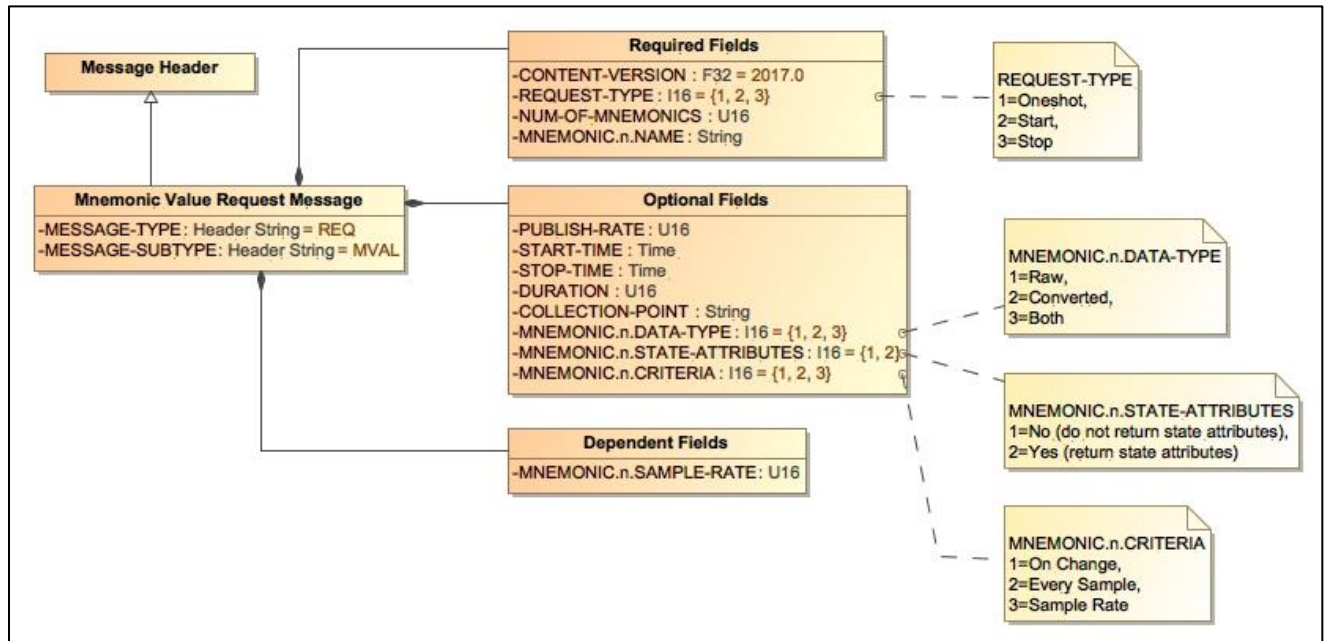 Message Header
Mnemonic Value Request Message
-MESSAGE-TYPE : Header String = REQ
-MESSAGE-SUBTYPE : Header String = MVAL
Required Fields
-CONTENT-VERSION : F32 = 2017.0
-REQUEST-TYPE : I16 = {1, 2, 3}
-NUM-OF-MNEMONICS : U16
-MNEMONIC.n.NAME : String
Optional Fields
-PUBLISH-RATE : U16
-START-TIME : Time
-STOP-TIME : Time
-DURATION : U16
-COLLECTION-POINT : String
-MNEMONIC.n.DATA-TYPE : I16 = {1, 2, 3}
-MNEMONIC.n.STATE-ATTRIBUTES : I16 = {1, 2}
-MNEMONIC.n.CRITERIA : I16 = {1, 2, 3}
Dependent Fields
-MNEMONIC.n.SAMPLE-RATE : U16
REQUEST-TYPE
1=Oneshot,
2=Start,
3=Stop
MNEMONIC.n.DATA-TYPE
1=Raw,
2=Converted,
3=Both
MNEMONIC.n.STATE-ATTRIBUTES
1=No (do not return state attributes),
2=Yes (return state attributes)
MNEMONIC.n.CRITERIA
1=On Change,
2=Every Sample,
3=Sample Rate